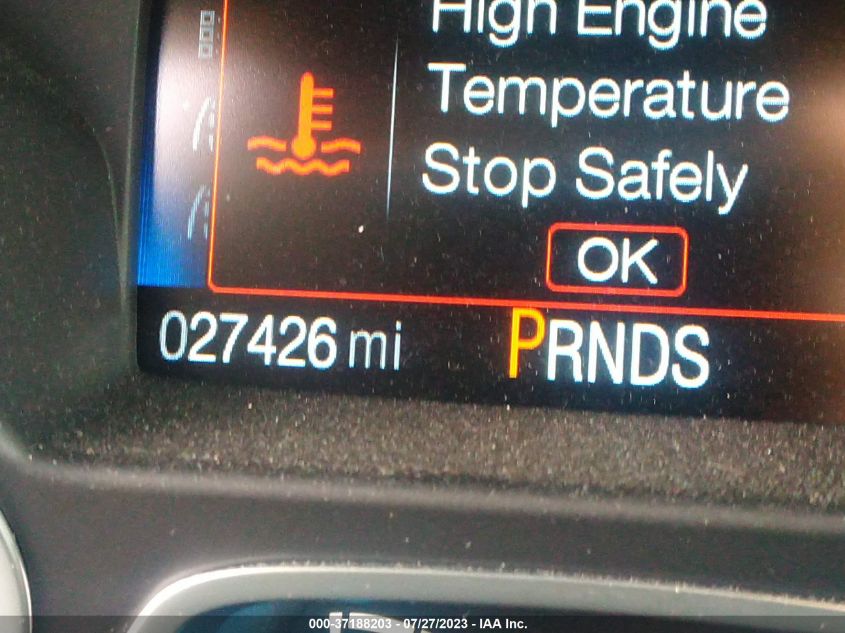 High Engine
Temperature
Stop Safely
OK
027426 mi PRNDS
000-37188203 - 07/27/2023 - IAA Inc.